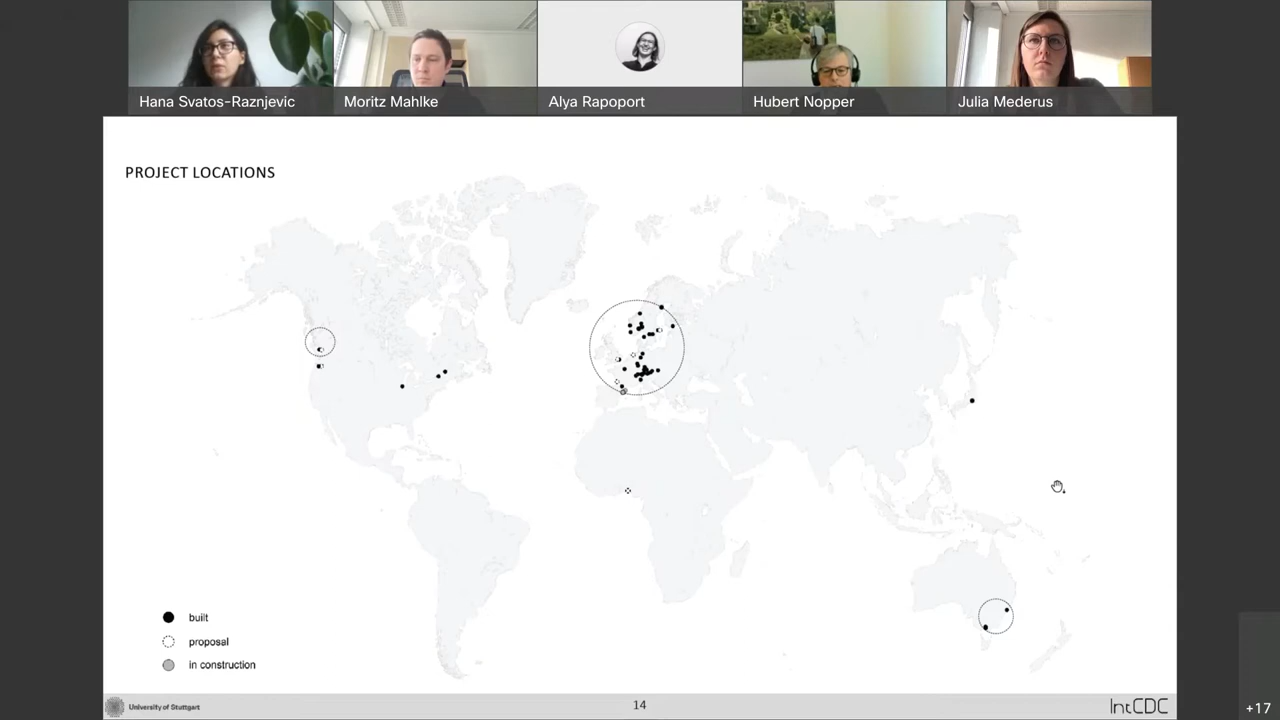 Hana Svatos-Raznjevic
Moritz Mahlke
Alya Rapoport
Hubert Nopper
Julia Mederus
PROJECT LOCATIONS
built
proposal
in construction
University of Stuttgart
14
IntCDC
+17